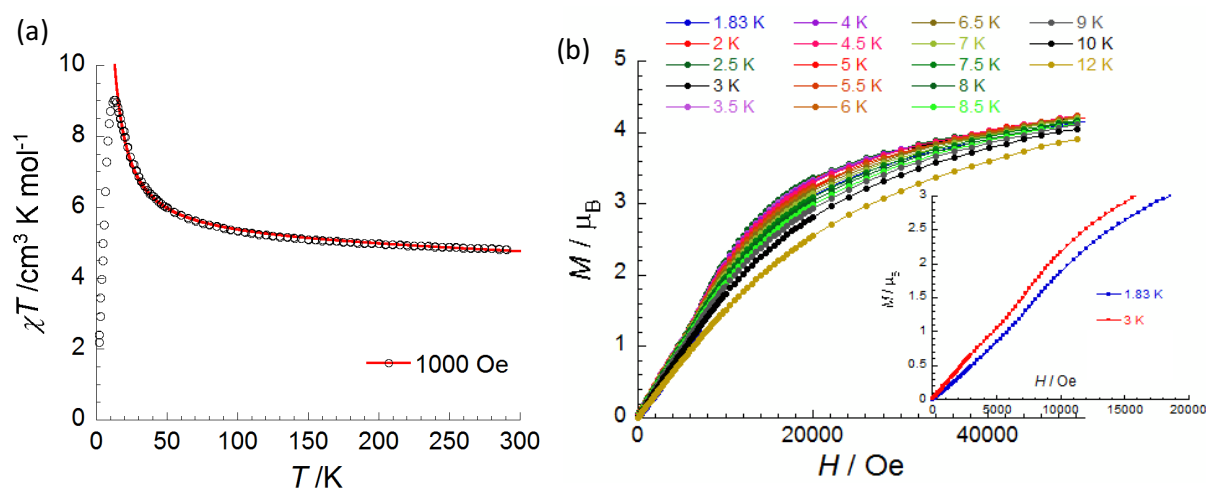 (a)
χT /cm³ K mol⁻¹
10
8
6
4
2
0
0 50 100 150 200 250 300
T /K
1000 Oe
(b)
1.83 K 4 K 6.5 K 9 K
2 K 4.5 K 7 K 10 K
2.5 K 5 K 7.5 K 12 K
3 K 5.5 K 8 K
3.5 K 6 K 8.5 K
M / μB
5
4
3
2
1
0
0 20000 40000
H / Oe
M / μB
3
2.5
2
1.5
1
0.5
0
1.83 K
3 K
H / Oe
0 5000 10000 15000 20000